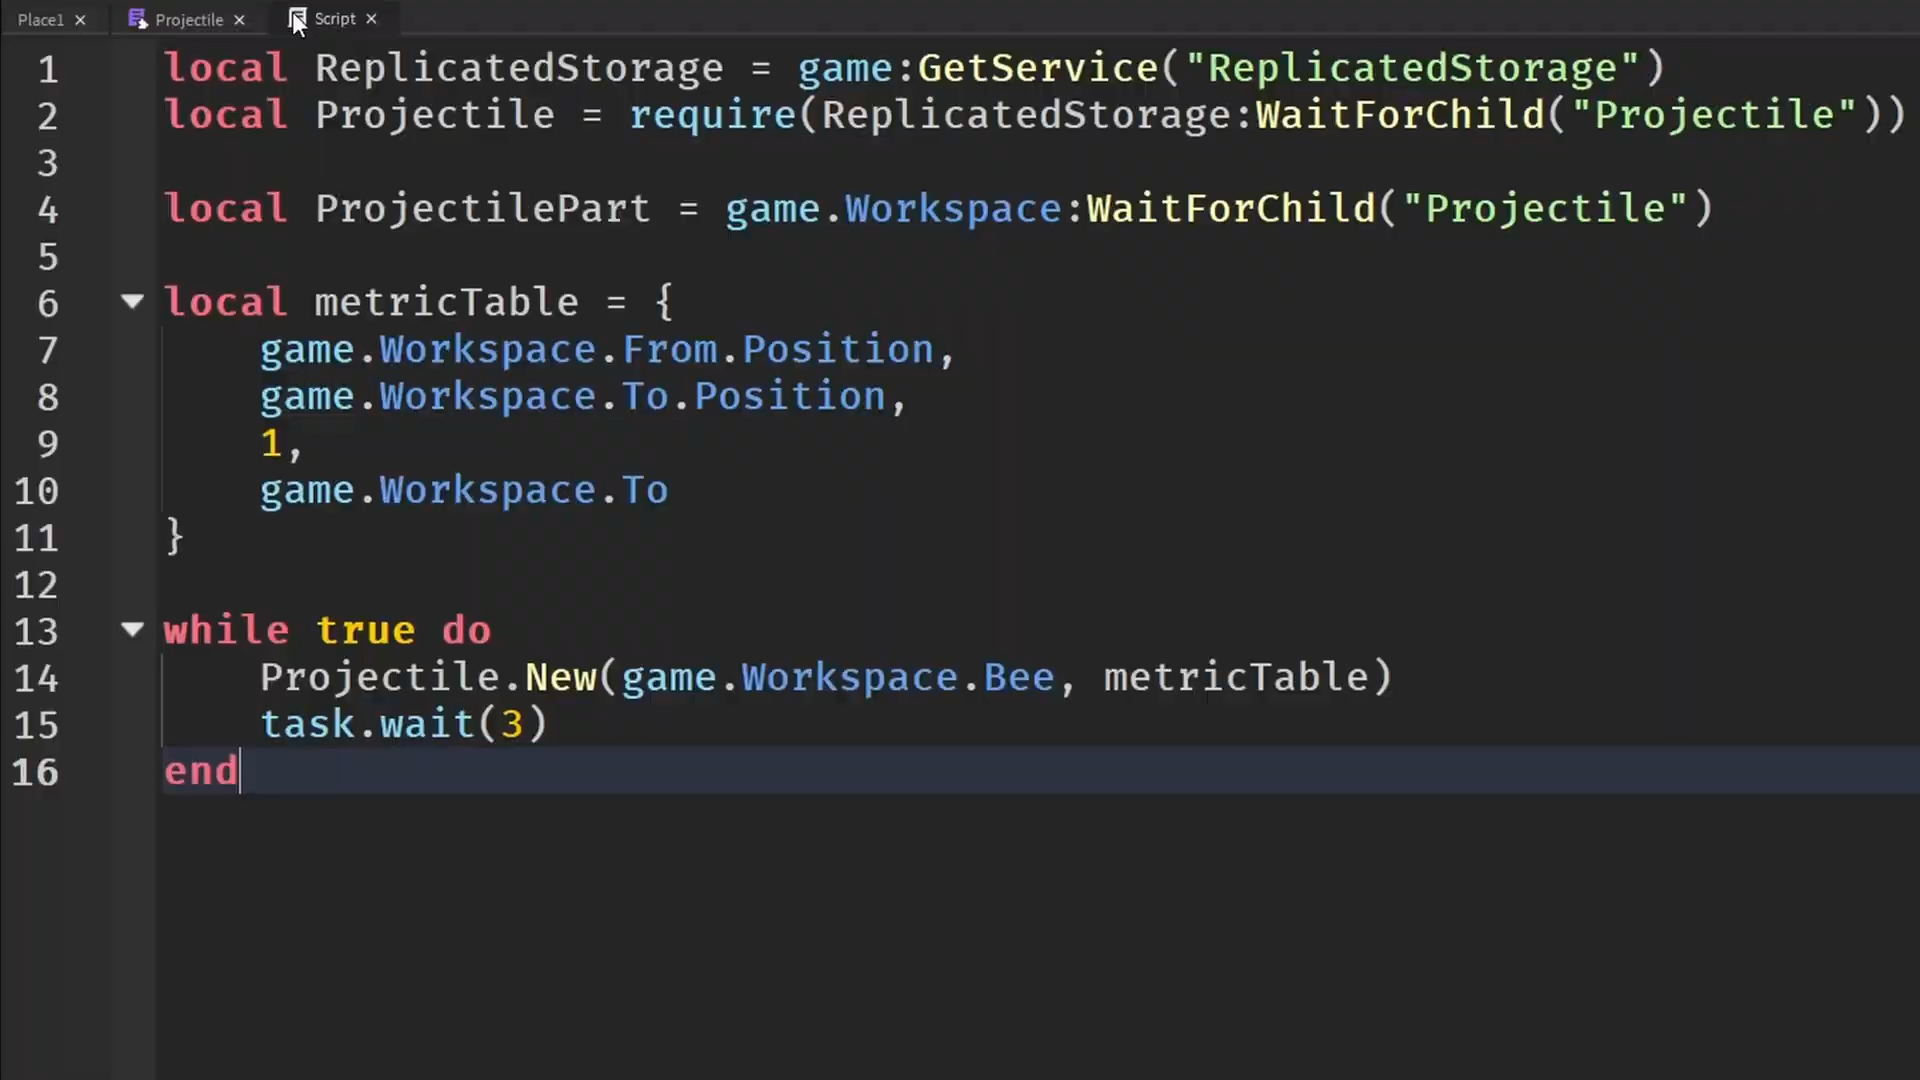 Place1 × Projectile × Script ×
1 local ReplicatedStorage = game:GetService("ReplicatedStorage")
2 local Projectile = require(ReplicatedStorage:WaitForChild("Projectile"))
3
4 local ProjectilePart = game.Workspace:WaitForChild("Projectile")
5
6 local metricTable = {
7 game.Workspace.From.Position,
8 game.Workspace.To.Position,
9 1,
10 game.Workspace.To
11 }
12
13 while true do
14 Projectile.New(game.Workspace.Bee, metricTable)
15 task.wait(3)
16 end